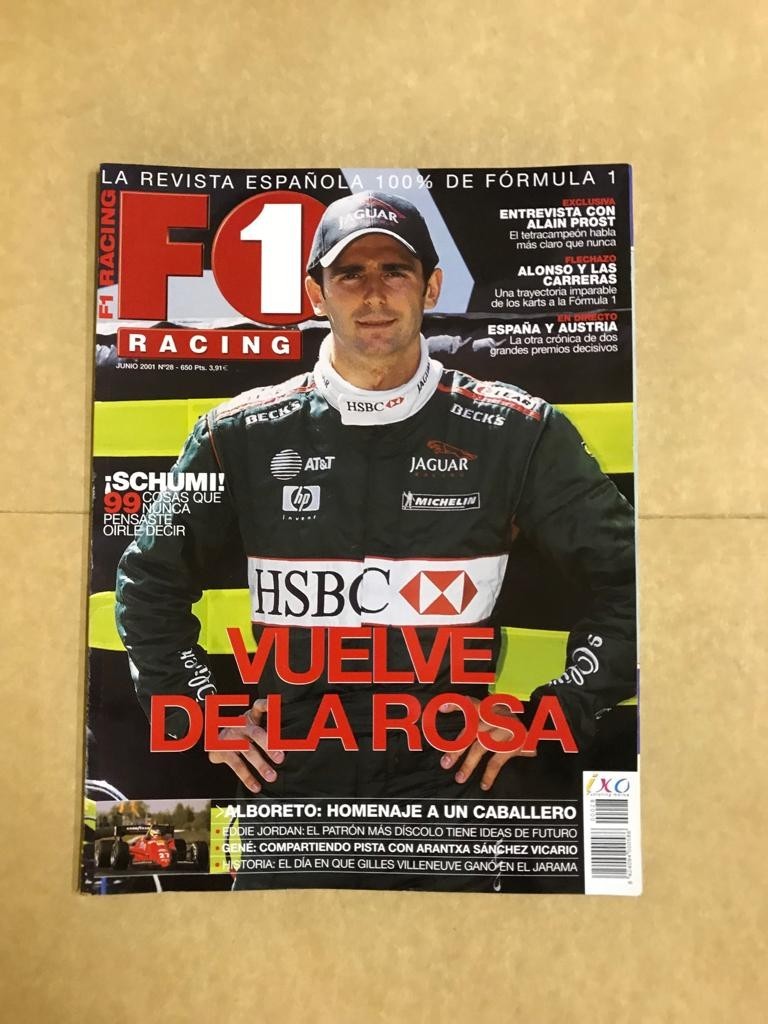 LA REVISTA ESPAÑOLA 100% DE FÓRMULA 1
F1 RACING
F1
RACING
JUNIO 2001 Nº28 - 650 Pts. 3,91€
EXCLUSIVA
ENTREVISTA CON
ALAIN PROST
El tetracampeón habla
más claro que nunca
FLECHAZO
ALONSO Y LAS
CARRERAS
Una trayectoria imparable
de los karts a la Fórmula 1
EN DIRECTO
ESPAÑA Y AUSTRIA
La otra crónica de dos
grandes premios decisivos
JAGUAR
HSBC
JAGUAR
BECK'S
BECK'S
AT&T
JAGUAR
RACING
hp
invent
MICHELIN
¡SCHUMI!
99 COSAS QUE
NUNCA
PENSASTE
OIRLE DECIR
HSBC
VUELVE
DE LA ROSA
ixo
>ALBORETO: HOMENAJE A UN CABALLERO
• EDDIE JORDAN: EL PATRÓN MÁS DÍSCOLO TIENE IDEAS DE FUTURO
• GENÉ: COMPARTIENDO PISTA CON ARANTXA SÁNCHEZ VICARIO
• HISTORIA: EL DÍA EN QUE GILLES VILLENEUVE GANÓ EN EL JARAMA
27